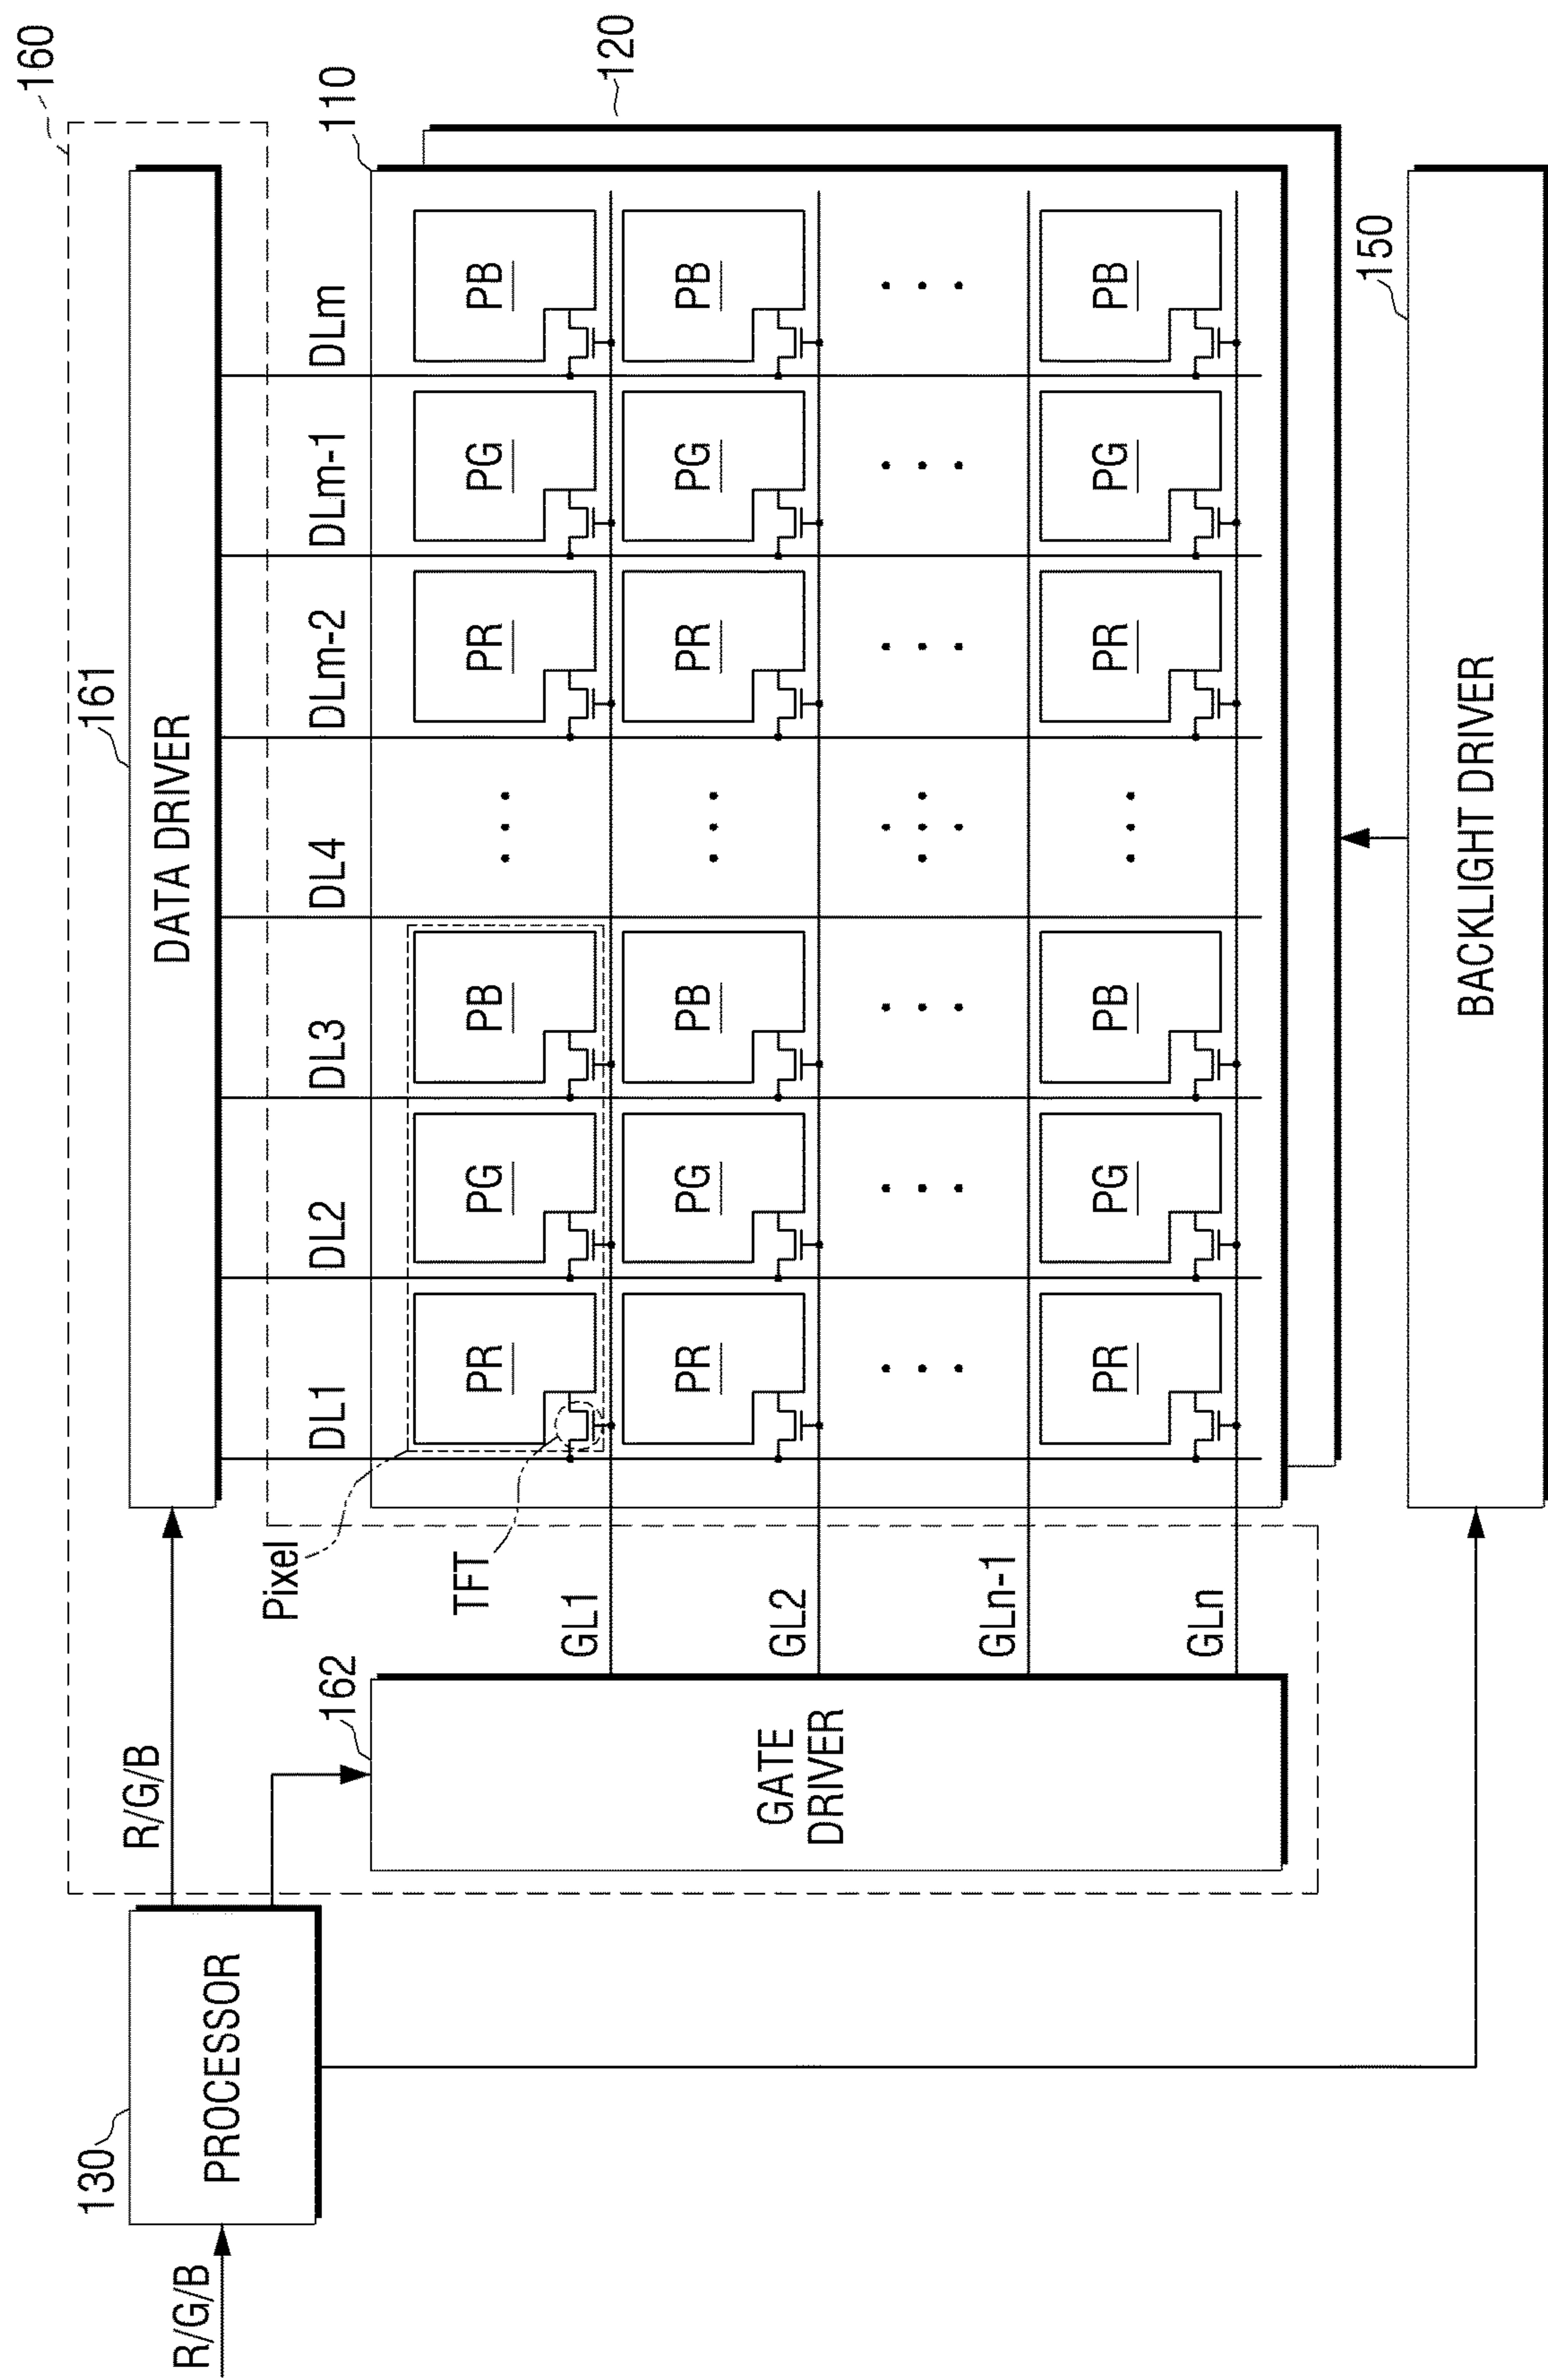 160
161
DATA DRIVER
R/G/B
130
PROCESSOR
R/G/B
DL1
DL2
DL3
DL4
DLm-2
DLm-1
DLm
110
120
Pixel
TFT
162
GATE
DRIVER
GL1
PR
PG
PB
PR
PG
PB
GL2
PR
PG
PB
PR
PG
PB
GLn-1
GLn
PR
PG
PB
PR
PG
PB
150
BACKLIGHT DRIVER